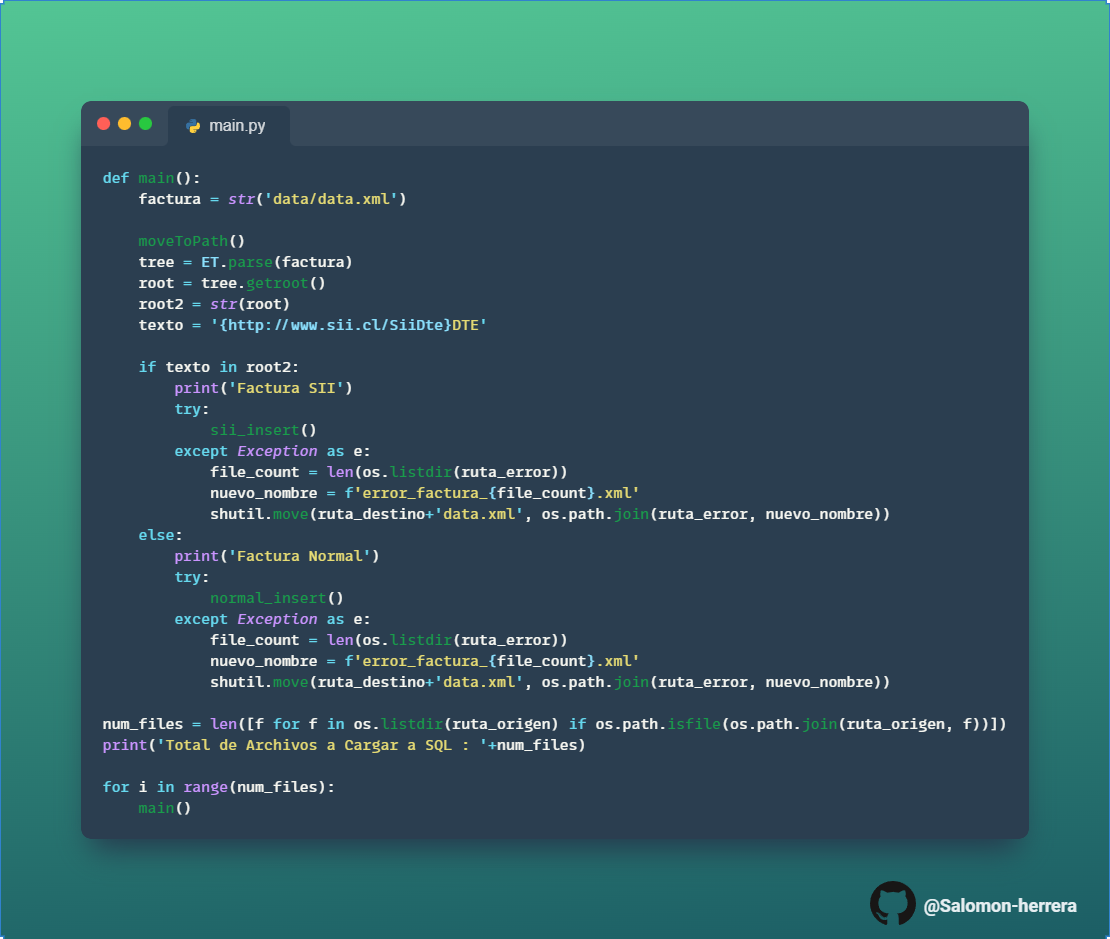 main.py
def main():
    factura = str('data/data.xml')
    moveToPath()
    tree = ET.parse(factura)
    root = tree.getroot()
    root2 = str(root)
    texto = '{http://www.sii.cl/SiiDte}DTE'
    if texto in root2:
        print('Factura SII')
        try:
            sii_insert()
        except Exception as e:
            file_count = len(os.listdir(ruta_error))
            nuevo_nombre = f'error_factura_{file_count}.xml'
            shutil.move(ruta_destino+'data.xml', os.path.join(ruta_error, nuevo_nombre))
    else:
        print('Factura Normal')
        try:
            normal_insert()
        except Exception as e:
            file_count = len(os.listdir(ruta_error))
            nuevo_nombre = f'error_factura_{file_count}.xml'
            shutil.move(ruta_destino+'data.xml', os.path.join(ruta_error, nuevo_nombre))
num_files = len([f for f in os.listdir(ruta_origen) if os.path.isfile(os.path.join(ruta_origen, f))])
print('Total de Archivos a Cargar a SQL : '+num_files)
for i in range(num_files):
    main()
@Salomon-herrera